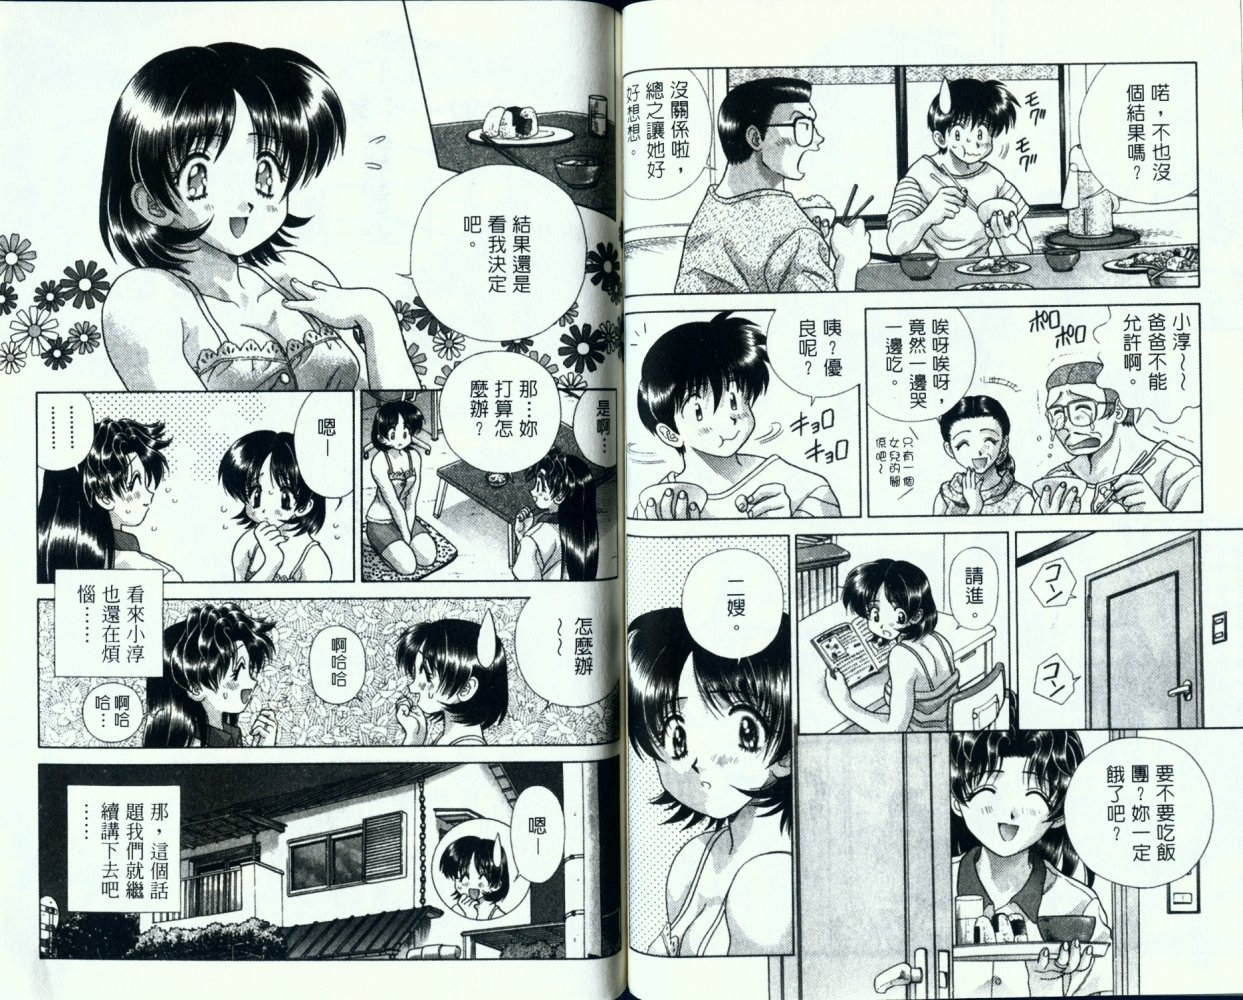 喏，不也沒
個結果嗎？
モグ
モグ
沒關係啦，
總之讓她好
好想想。
小淳～～
爸爸不能
允許啊。
ポロ
ポロ
唉呀唉呀，
竟然一邊哭
一邊吃。
只有一個
女兒的關
係吧～
咦？優
良呢？
キョロ
キョロ
コン
コン
請進。
二嫂。
要不要吃飯
團？妳一定
餓了吧？
結果還是
看我決定
吧。
是啊…
那…妳
打算怎
麼辦？
嗯—
………
怎麼辦
～～
啊哈哈
啊哈
哈…
看來小淳
也還在煩
惱……
嗯—
那，這個話
題我們就繼
續講下去吧
……